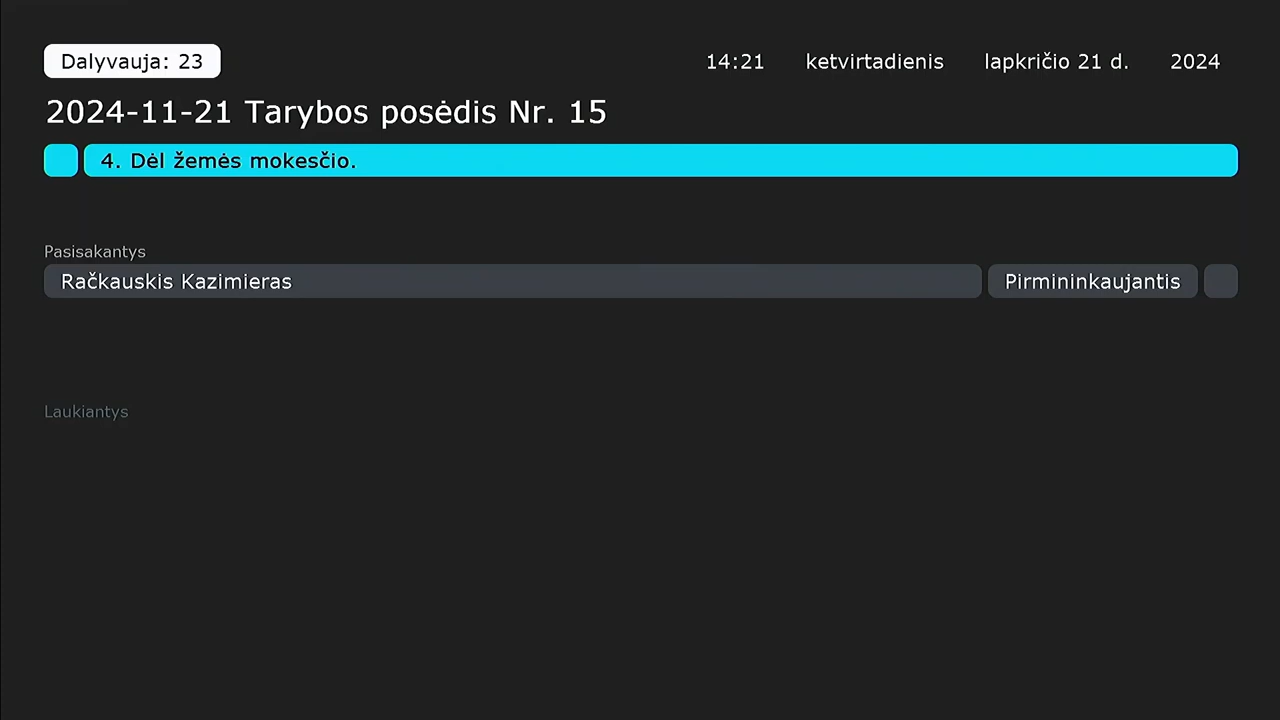 Dalyvauja: 23 14:21 ketvirtadienis lapkričio 21 d. 2024
2024-11-21 Tarybos posėdis Nr. 15
4. Dėl žemės mokesčio.
Pasisakantys
Račkauskis Kazimieras Pirmininkaujantis
Laukiantys